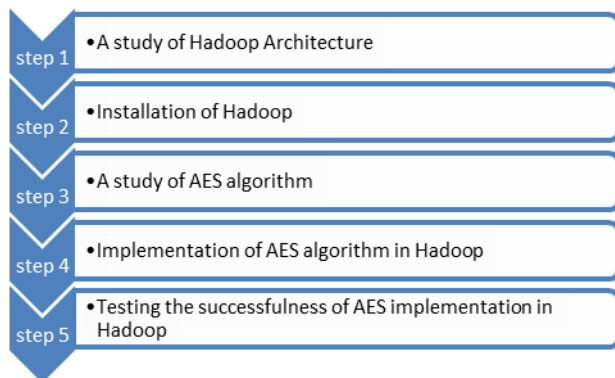 step 1
•A study of Hadoop Architecture
step 2
•Installation of Hadoop
step 3
•A study of AES algorithm
step 4
•Implementation of AES algorithm in Hadoop
step 5
•Testing the successfulness of AES implementation in
Hadoop